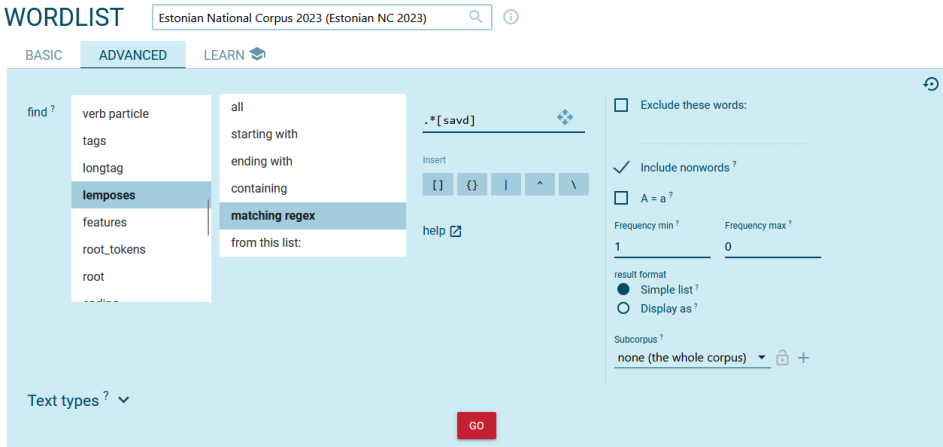 WORDLIST
Estonian National Corpus 2023 (Estonian NC 2023)
BASIC
ADVANCED
LEARN
find ?
verb particle
tags
longtag
lemposes
features
root_tokens
root
all
starting with
ending with
containing
matching regex
from this list:
.*[savd]
Insert
[] {} | ^ \
help
Exclude these words:
Include nonwords ?
A = a ?
Frequency min ? Frequency max ?
1 0
result format
Simple list ?
Display as ?
Subcorpus ?
none (the whole corpus)
+
Text types ?
GO